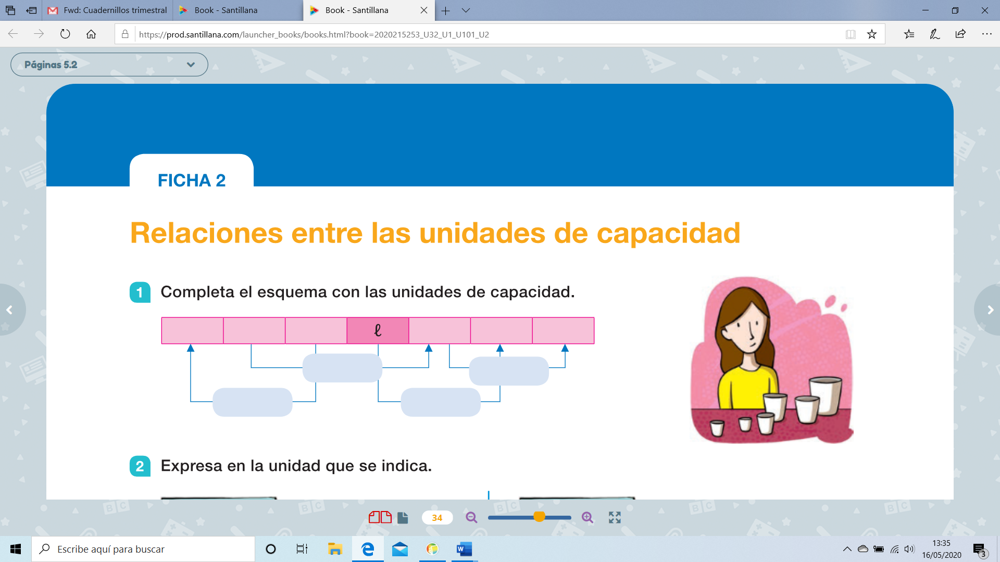 Fwd: Cuadernillos trimestral
Book - Santillana
Book - Santillana
https://prod.santillana.com/launcher_books/books.html?book=2020215253_U32_U1_U101_U2
Páginas 5.2
FICHA 2
Relaciones entre las unidades de capacidad
1 Completa el esquema con las unidades de capacidad.
ℓ
2 Expresa en la unidad que se indica.
34
Escribe aquí para buscar
13:35
16/05/2020
3